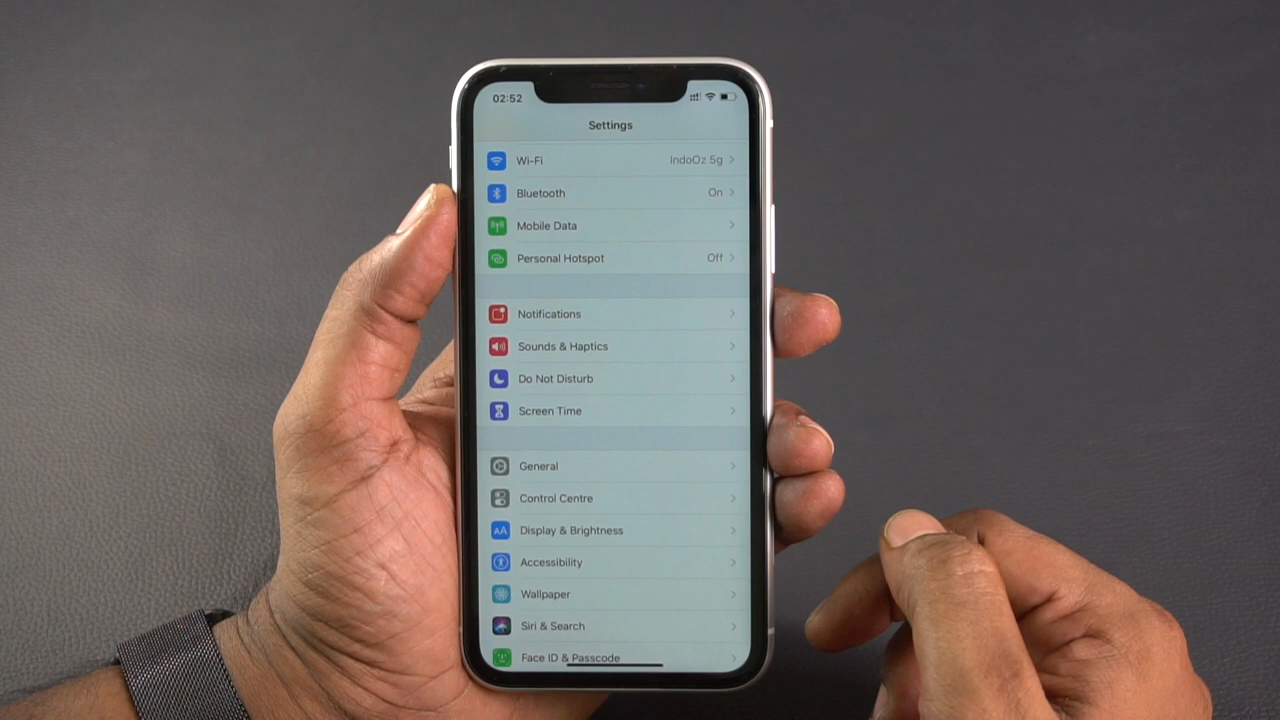 02:52
Settings
Wi-Fi IndoOz 5g
Bluetooth On
Mobile Data
Personal Hotspot Off
Notifications
Sounds & Haptics
Do Not Disturb
Screen Time
General
Control Centre
AA Display & Brightness
Accessibility
Wallpaper
Siri & Search
Face ID & Passcode